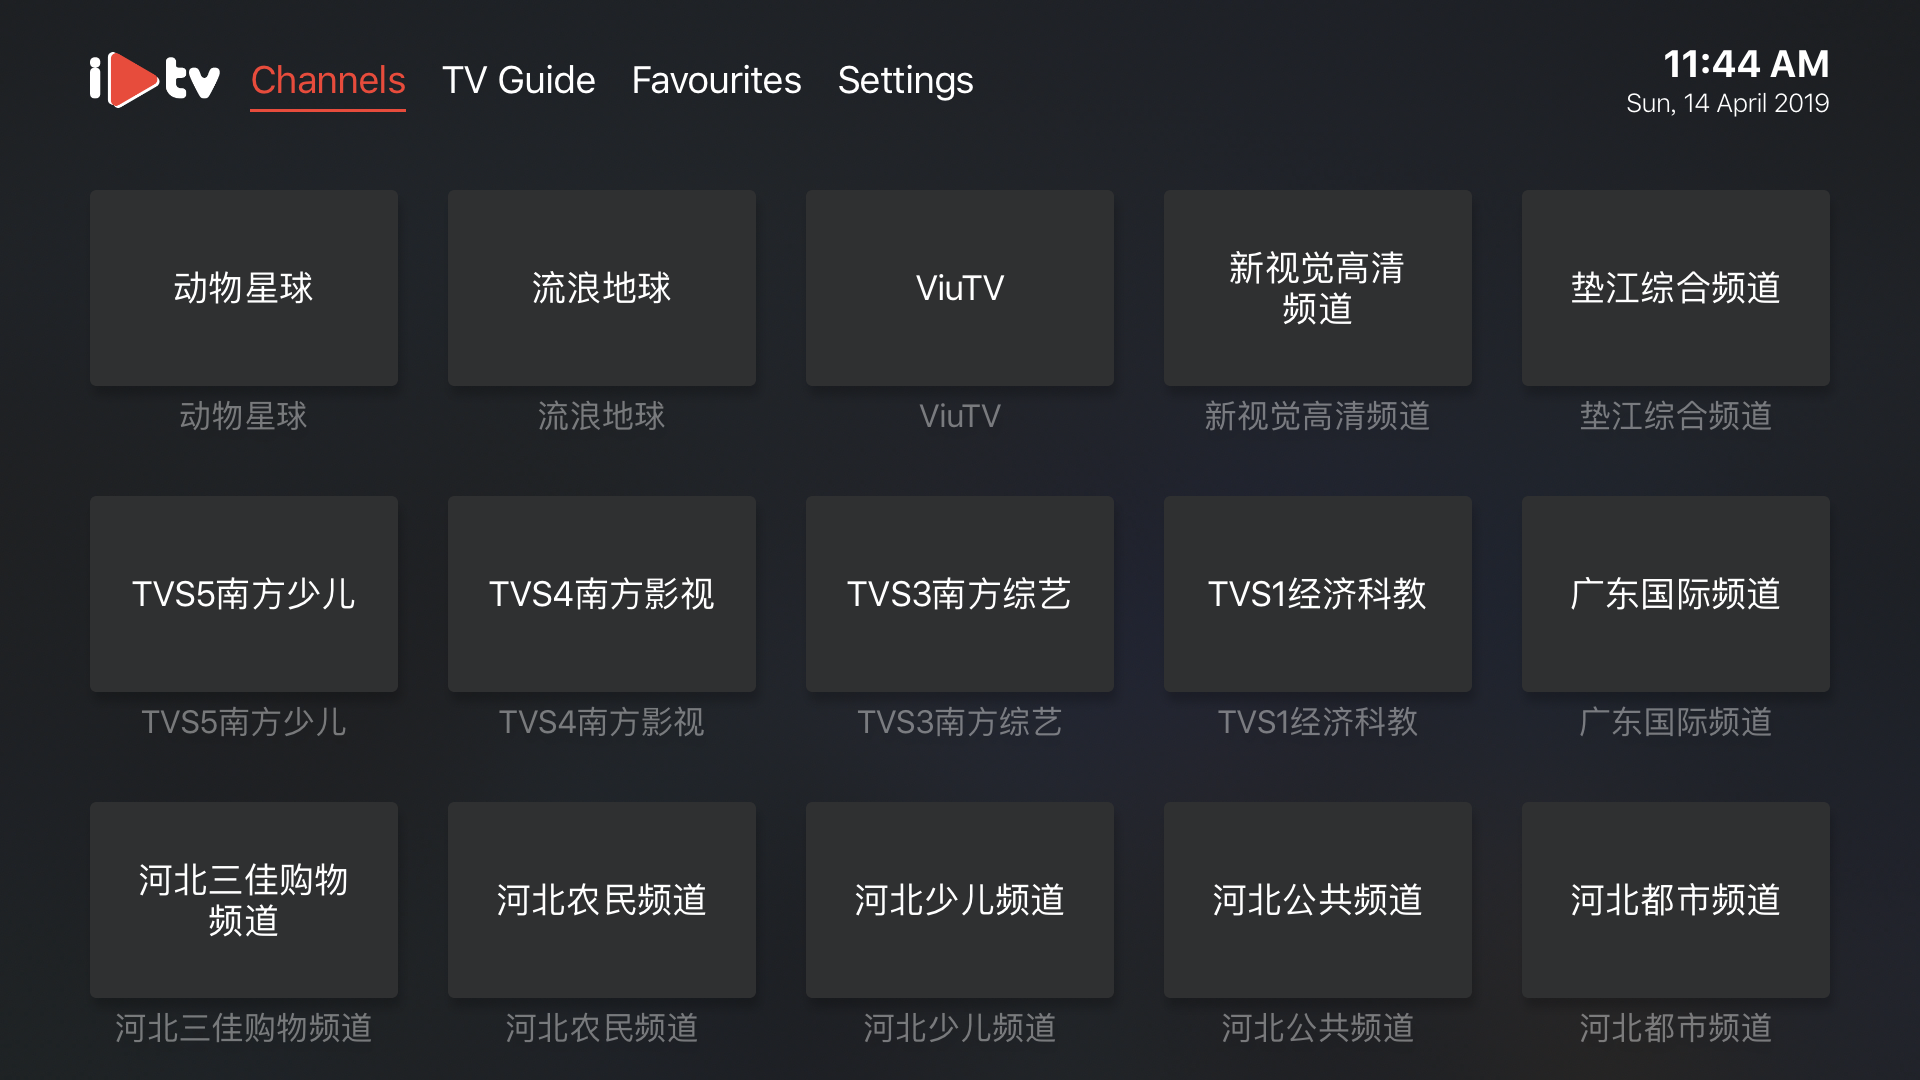 itv
Channels
TV Guide
Favourites
Settings
11:44 AM
Sun, 14 April 2019
动物星球
流浪地球
ViuTV
新视觉高清
频道
垫江综合频道
动物星球
流浪地球
ViuTV
新视觉高清频道
垫江综合频道
TVS5南方少儿
TVS4南方影视
TVS3南方综艺
TVS1经济科教
广东国际频道
TVS5南方少儿
TVS4南方影视
TVS3南方综艺
TVS1经济科教
广东国际频道
河北三佳购物
频道
河北农民频道
河北少儿频道
河北公共频道
河北都市频道
河北三佳购物频道
河北农民频道
河北少儿频道
河北公共频道
河北都市频道